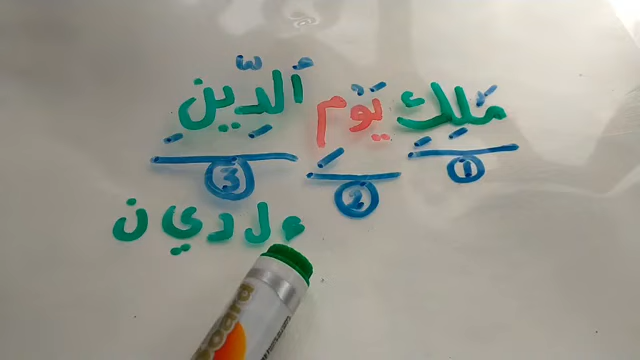 مَٰلِكِ يَوْمِ ٱلدِّينِ
1 2 3
ء ل د ي ن